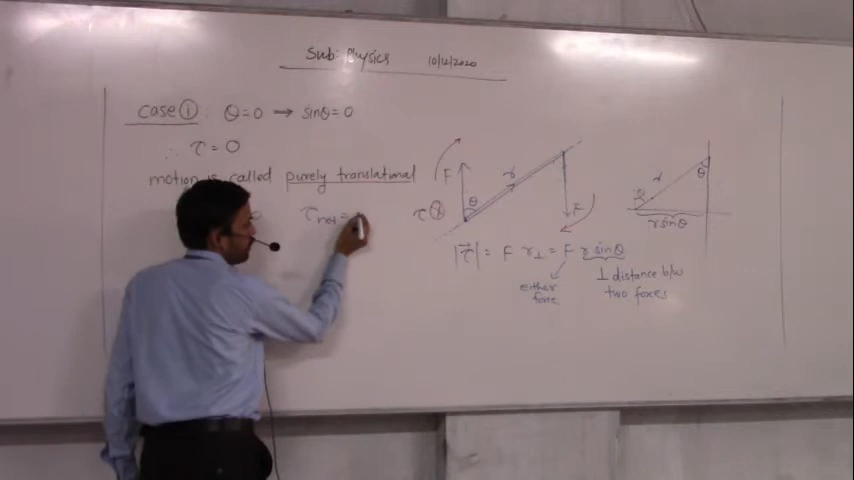 Sub: Physics 10/12/2020
Case ① : θ=0 → sinθ=0
∴ τ = 0
motion is called purely translational
τnet =
F θ r F
τ ⊗
|τ⃗| = F r⊥ = F r sinθ
either force
⊥ distance b/w two forces
θ r θ
r sinθ